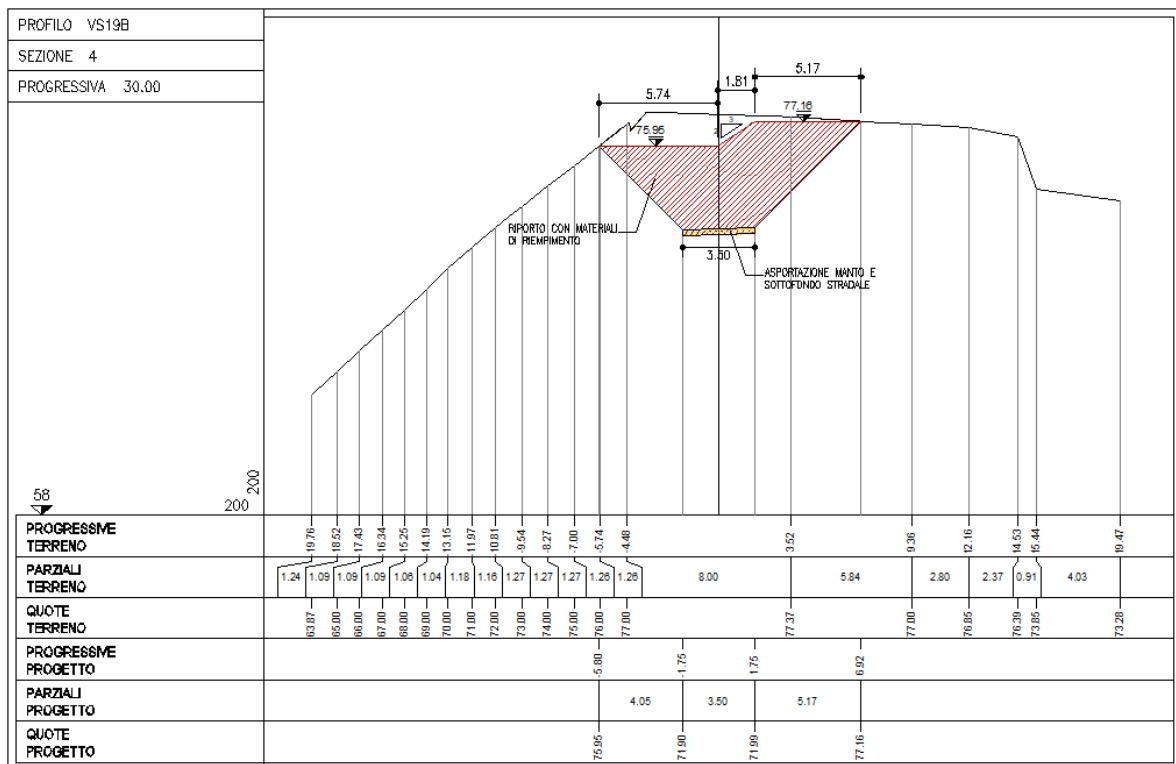 PROFILO VS19B
SEZIONE 4
PROGRESSIVA 30.00
5.17
1.81
5.74
77.16
3
2
75.95
RIPORTO CON MATERIALI
DI RIEMPIMENTO
3.50
ASPORTAZIONE MANTO E
SOTTOFONDO STRADALE
58
200
200
PROGRESSIVE
TERRENO
-19.76 -18.52 -17.43 -16.34 -15.25 -14.19 -13.15 -11.97 -10.81 -9.54 -8.27 -7.00 -5.74 -4.48 3.52 9.36 12.16 14.53 15.44 19.47
PARZIALI
TERRENO
1.24 1.09 1.09 1.09 1.06 1.04 1.18 1.16 1.27 1.27 1.27 1.26 1.26 8.00 5.84 2.80 2.37 0.91 4.03
QUOTE
TERRENO
63.87 65.00 66.00 67.00 68.00 69.00 70.00 71.00 72.00 73.00 74.00 75.00 76.00 77.00 77.37 77.00 76.85 76.39 73.85 73.28
PROGRESSIVE
PROGETTO
-5.80 -1.75 1.75 6.92
PARZIALI
PROGETTO
4.05 3.50 5.17
QUOTE
PROGETTO
75.95 71.90 71.99 77.16